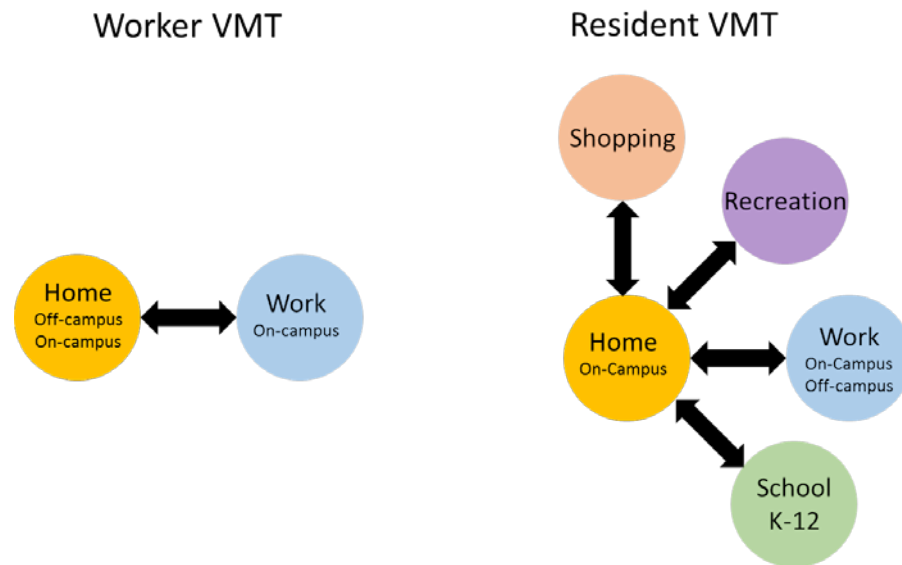 Worker VMT
Home
Off-campus
On-campus
Work
On-campus
Resident VMT
Shopping
Recreation
Home
On-Campus
Work
On-Campus
Off-campus
School
K-12